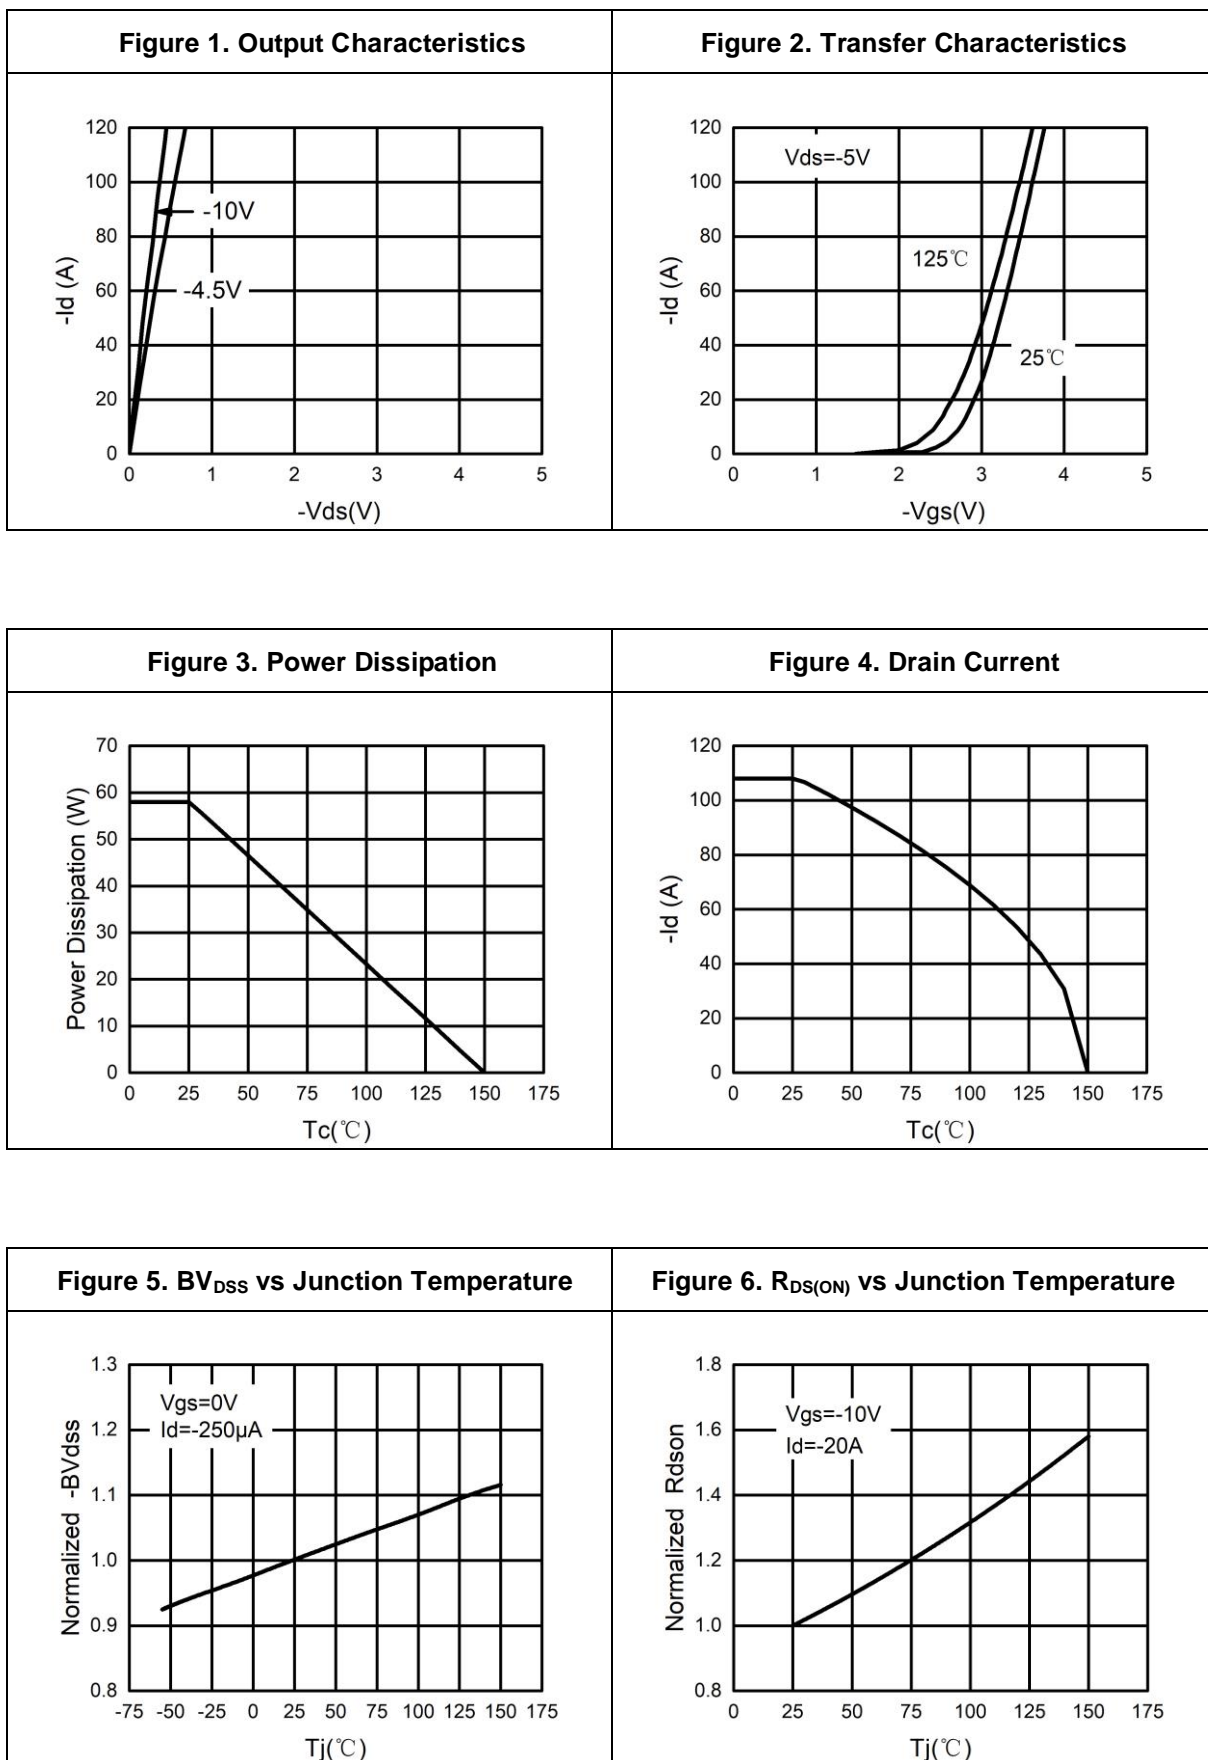 Figure 1. Output Characteristics
Figure 2. Transfer Characteristics
120
100
80
60
40
20
0
-Id (A)
-10V
-4.5V
0 1 2 3 4 5
-Vds(V)
120
100
80
60
40
20
0
-Id (A)
Vds=-5V
125℃
25℃
0 1 2 3 4 5
-Vgs(V)
Figure 3. Power Dissipation
Figure 4. Drain Current
70
60
50
40
30
20
10
0
Power Dissipation (W)
0 25 50 75 100 125 150 175
Tc(℃)
120
100
80
60
40
20
0
-Id (A)
0 25 50 75 100 125 150 175
Tc(℃)
Figure 5. BVDSS vs Junction Temperature
Figure 6. RDS(ON) vs Junction Temperature
1.3
1.2
1.1
1.0
0.9
0.8
Normalized -BVdss
Vgs=0V
Id=-250µA
-75 -50 -25 0 25 50 75 100 125 150 175
Tj(℃)
1.8
1.6
1.4
1.2
1.0
0.8
Normalized Rdson
Vgs=-10V
Id=-20A
0 25 50 75 100 125 150 175
Tj(℃)